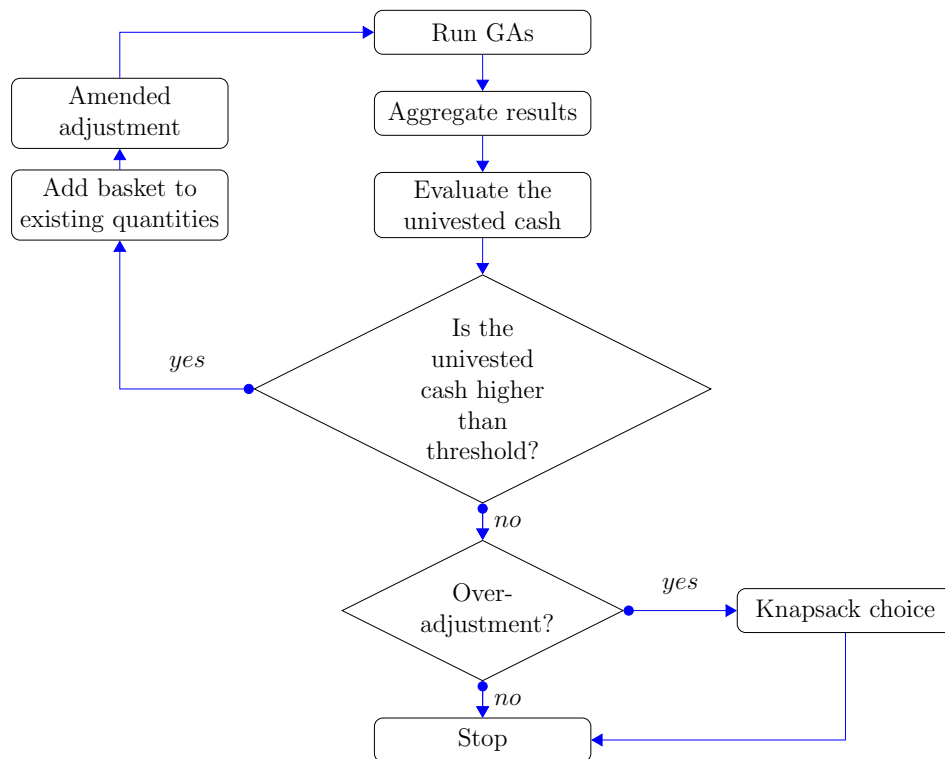 Run GAs
Amended
adjustment
Aggregate results
Add basket to
existing quantities
Evaluate the
univested cash
yes
Is the
univested
cash higher
than
threshold?
no
Over-
adjustment?
yes
Knapsack choice
no
Stop